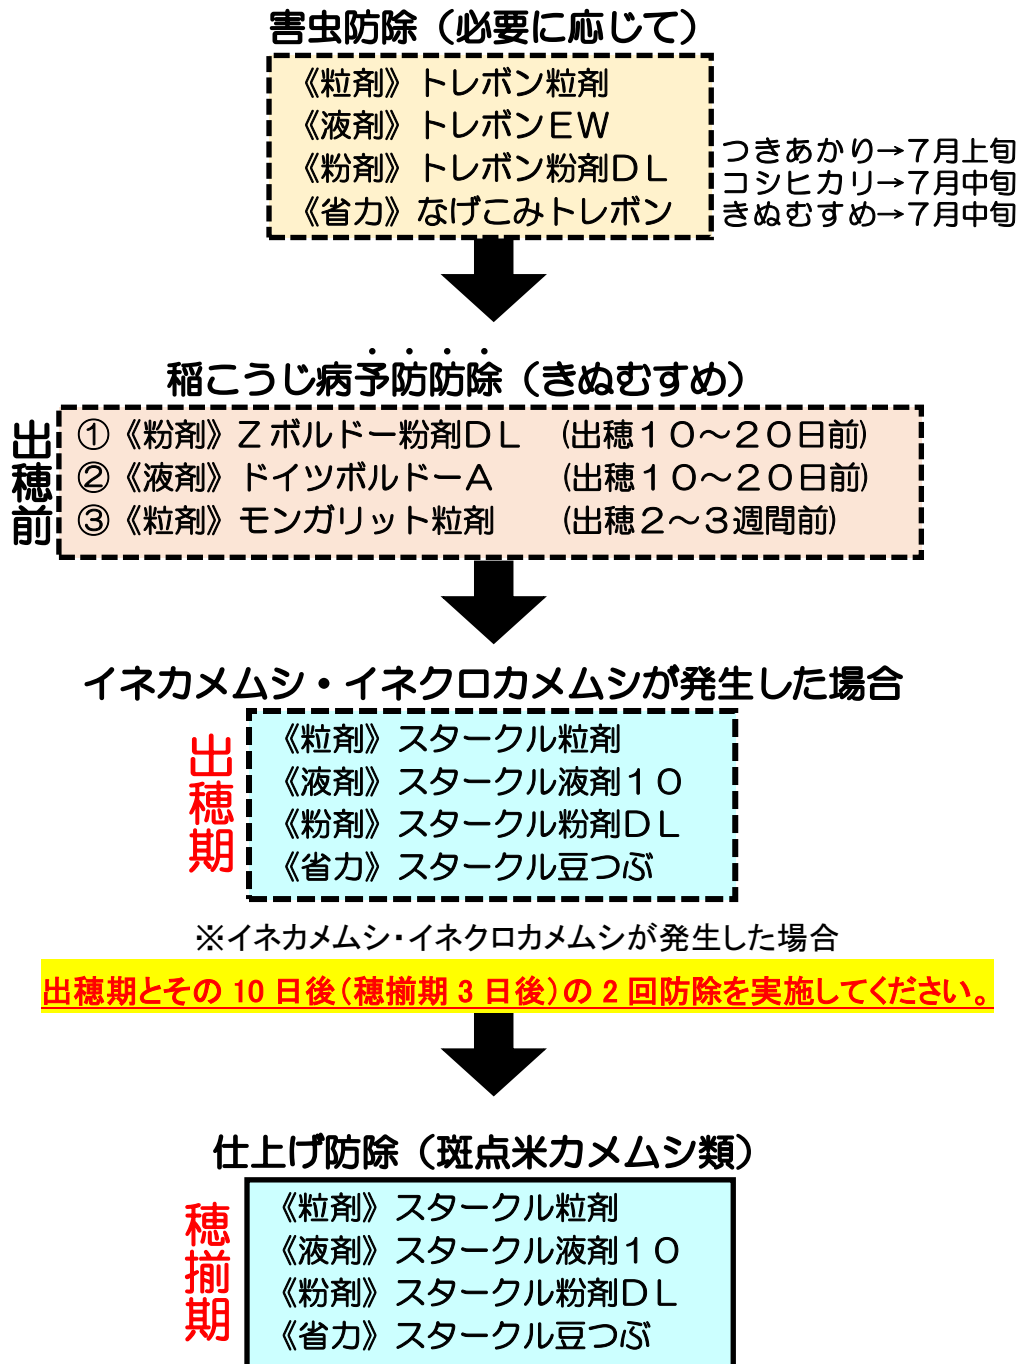 害虫防除（必要に応じて）
《粒剤》トレボン粒剤
《液剤》トレボンＥＷ
《粉剤》トレボン粉剤ＤＬ
《省力》なげこみトレボン
つきあかり→７月上旬
コシヒカリ→７月中旬
きぬむすめ→７月中旬
稲こうじ病予防防除（きぬむすめ）
出穂前
①《粉剤》Ｚボルドー粉剤ＤＬ (出穂１０～２０日前)
②《液剤》ドイツボルドーＡ (出穂１０～２０日前)
③《粒剤》モンガリット粒剤 (出穂２～３週間前)
イネカメムシ・イネクロカメムシが発生した場合
出穂期
《粒剤》スタークル粒剤
《液剤》スタークル液剤１０
《粉剤》スタークル粉剤ＤＬ
《省力》スタークル豆つぶ
※イネカメムシ・イネクロカメムシが発生した場合
出穂期とその 10 日後（穂揃期 3 日後）の 2 回防除を実施してください。
仕上げ防除（斑点米カメムシ類）
穂揃期
《粒剤》スタークル粒剤
《液剤》スタークル液剤１０
《粉剤》スタークル粉剤ＤＬ
《省力》スタークル豆つぶ